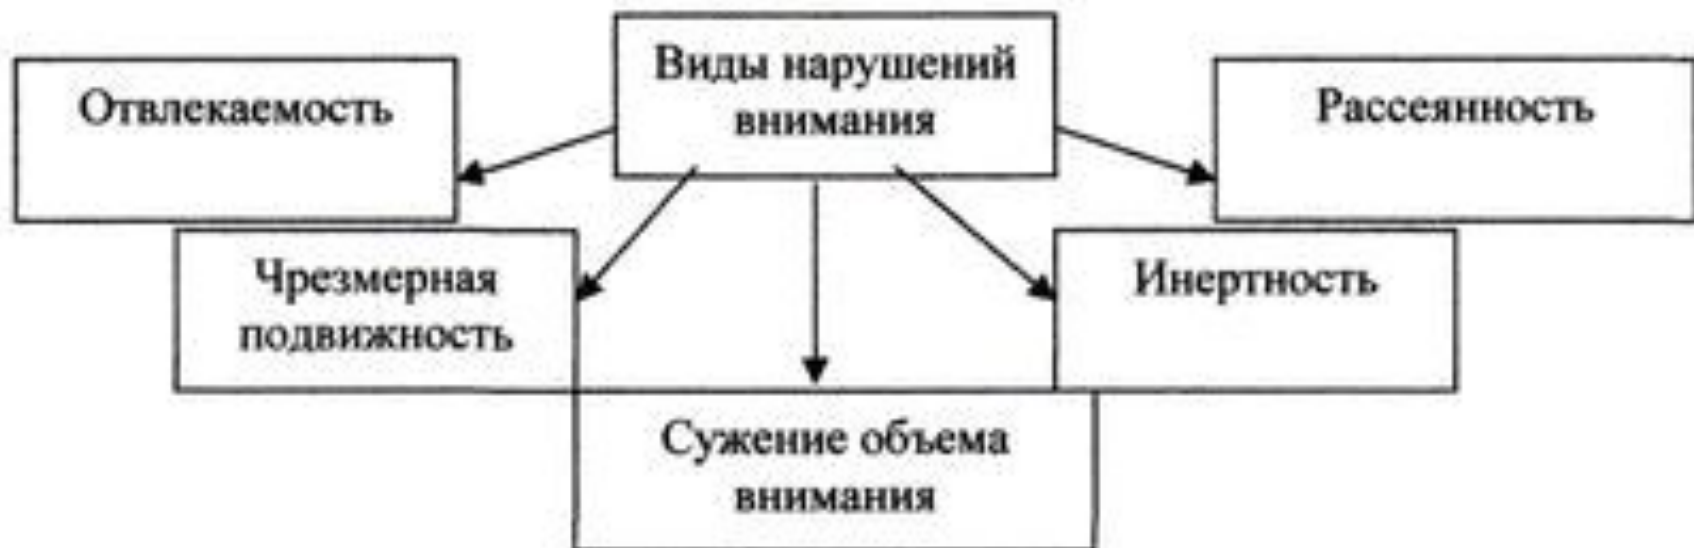 Виды нарушений
внимания
Отвлекаемость
Рассеянность
Чрезмерная
подвижность
Инертность
Сужение объема
внимания